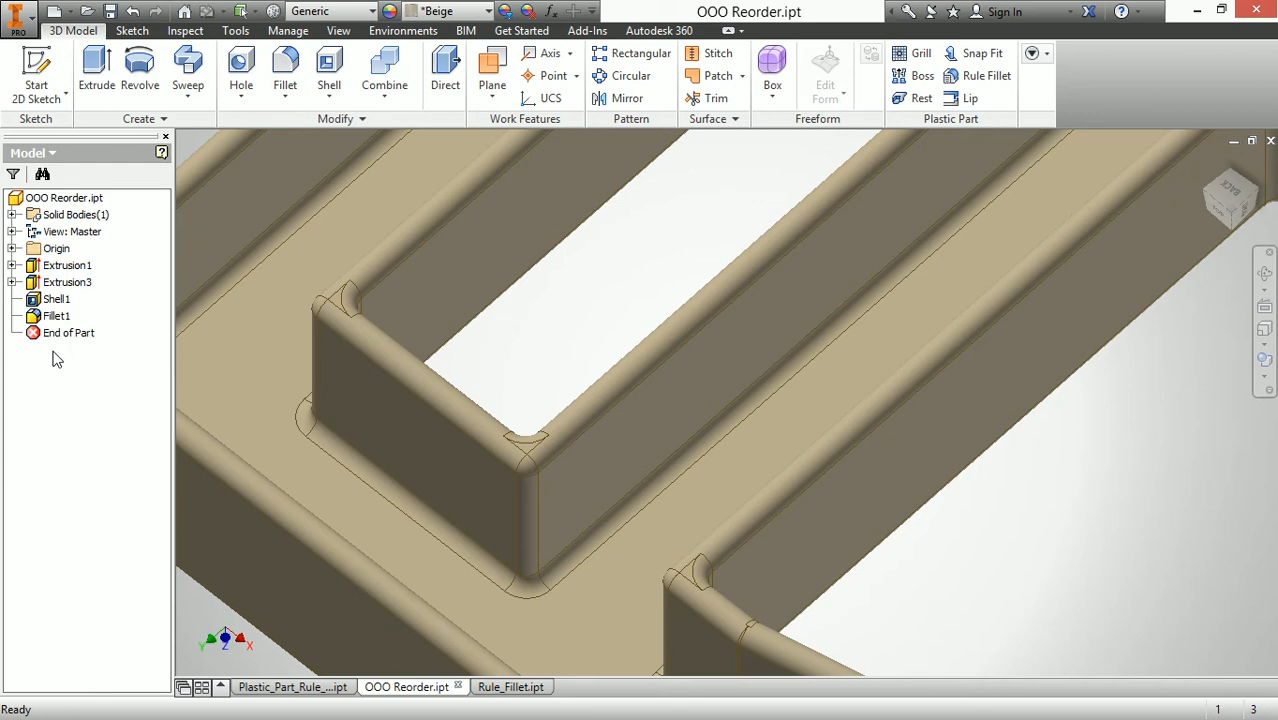 PRO
Generic
*Beige
OOO Reorder.ipt
Sign In
3D Model
Sketch
Inspect
Tools
Manage
View
Environments
BIM
Get Started
Add-Ins
Autodesk 360
Start
2D Sketch
Extrude
Revolve
Sweep
Hole
Fillet
Shell
Combine
Direct
Plane
Axis
Point
UCS
Rectangular
Circular
Mirror
Stitch
Patch
Trim
Box
Edit
Form
Grill
Boss
Rest
Snap Fit
Rule Fillet
Lip
Sketch
Create
Modify
Work Features
Pattern
Surface
Freeform
Plastic Part
Model
OOO Reorder.ipt
Solid Bodies(1)
View: Master
Origin
Extrusion1
Extrusion3
Shell1
Fillet1
End of Part
BACK
Y
Z
X
Plastic_Part_Rule_...ipt
OOO Reorder.ipt
Rule_Fillet.ipt
Ready
1
3